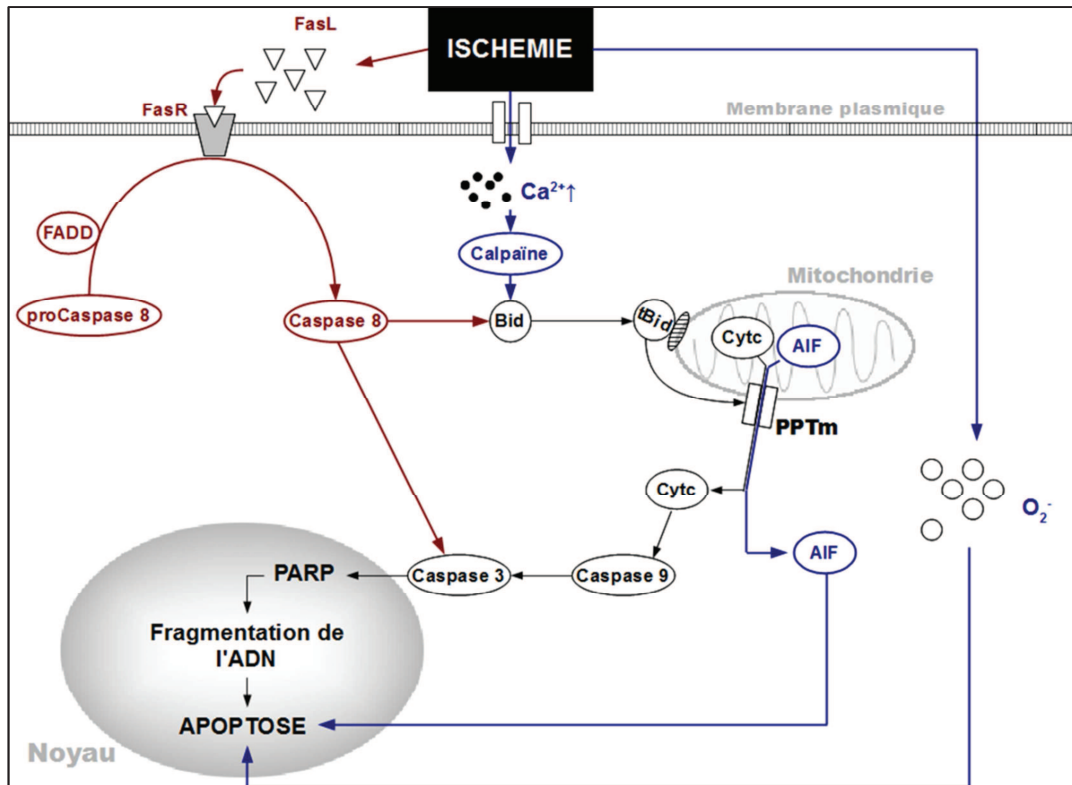 FasL
ISCHEMIE
FasR
Membrane plasmique
Ca²⁺↑
FADD
Calpaïne
Mitochondrie
proCaspase 8
Caspase 8
Bid
tBid
Cytc
AIF
PPTm
Cytc
O₂⁻
AIF
PARP
Caspase 3
Caspase 9
Fragmentation de
l'ADN
APOPTOSE
Noyau